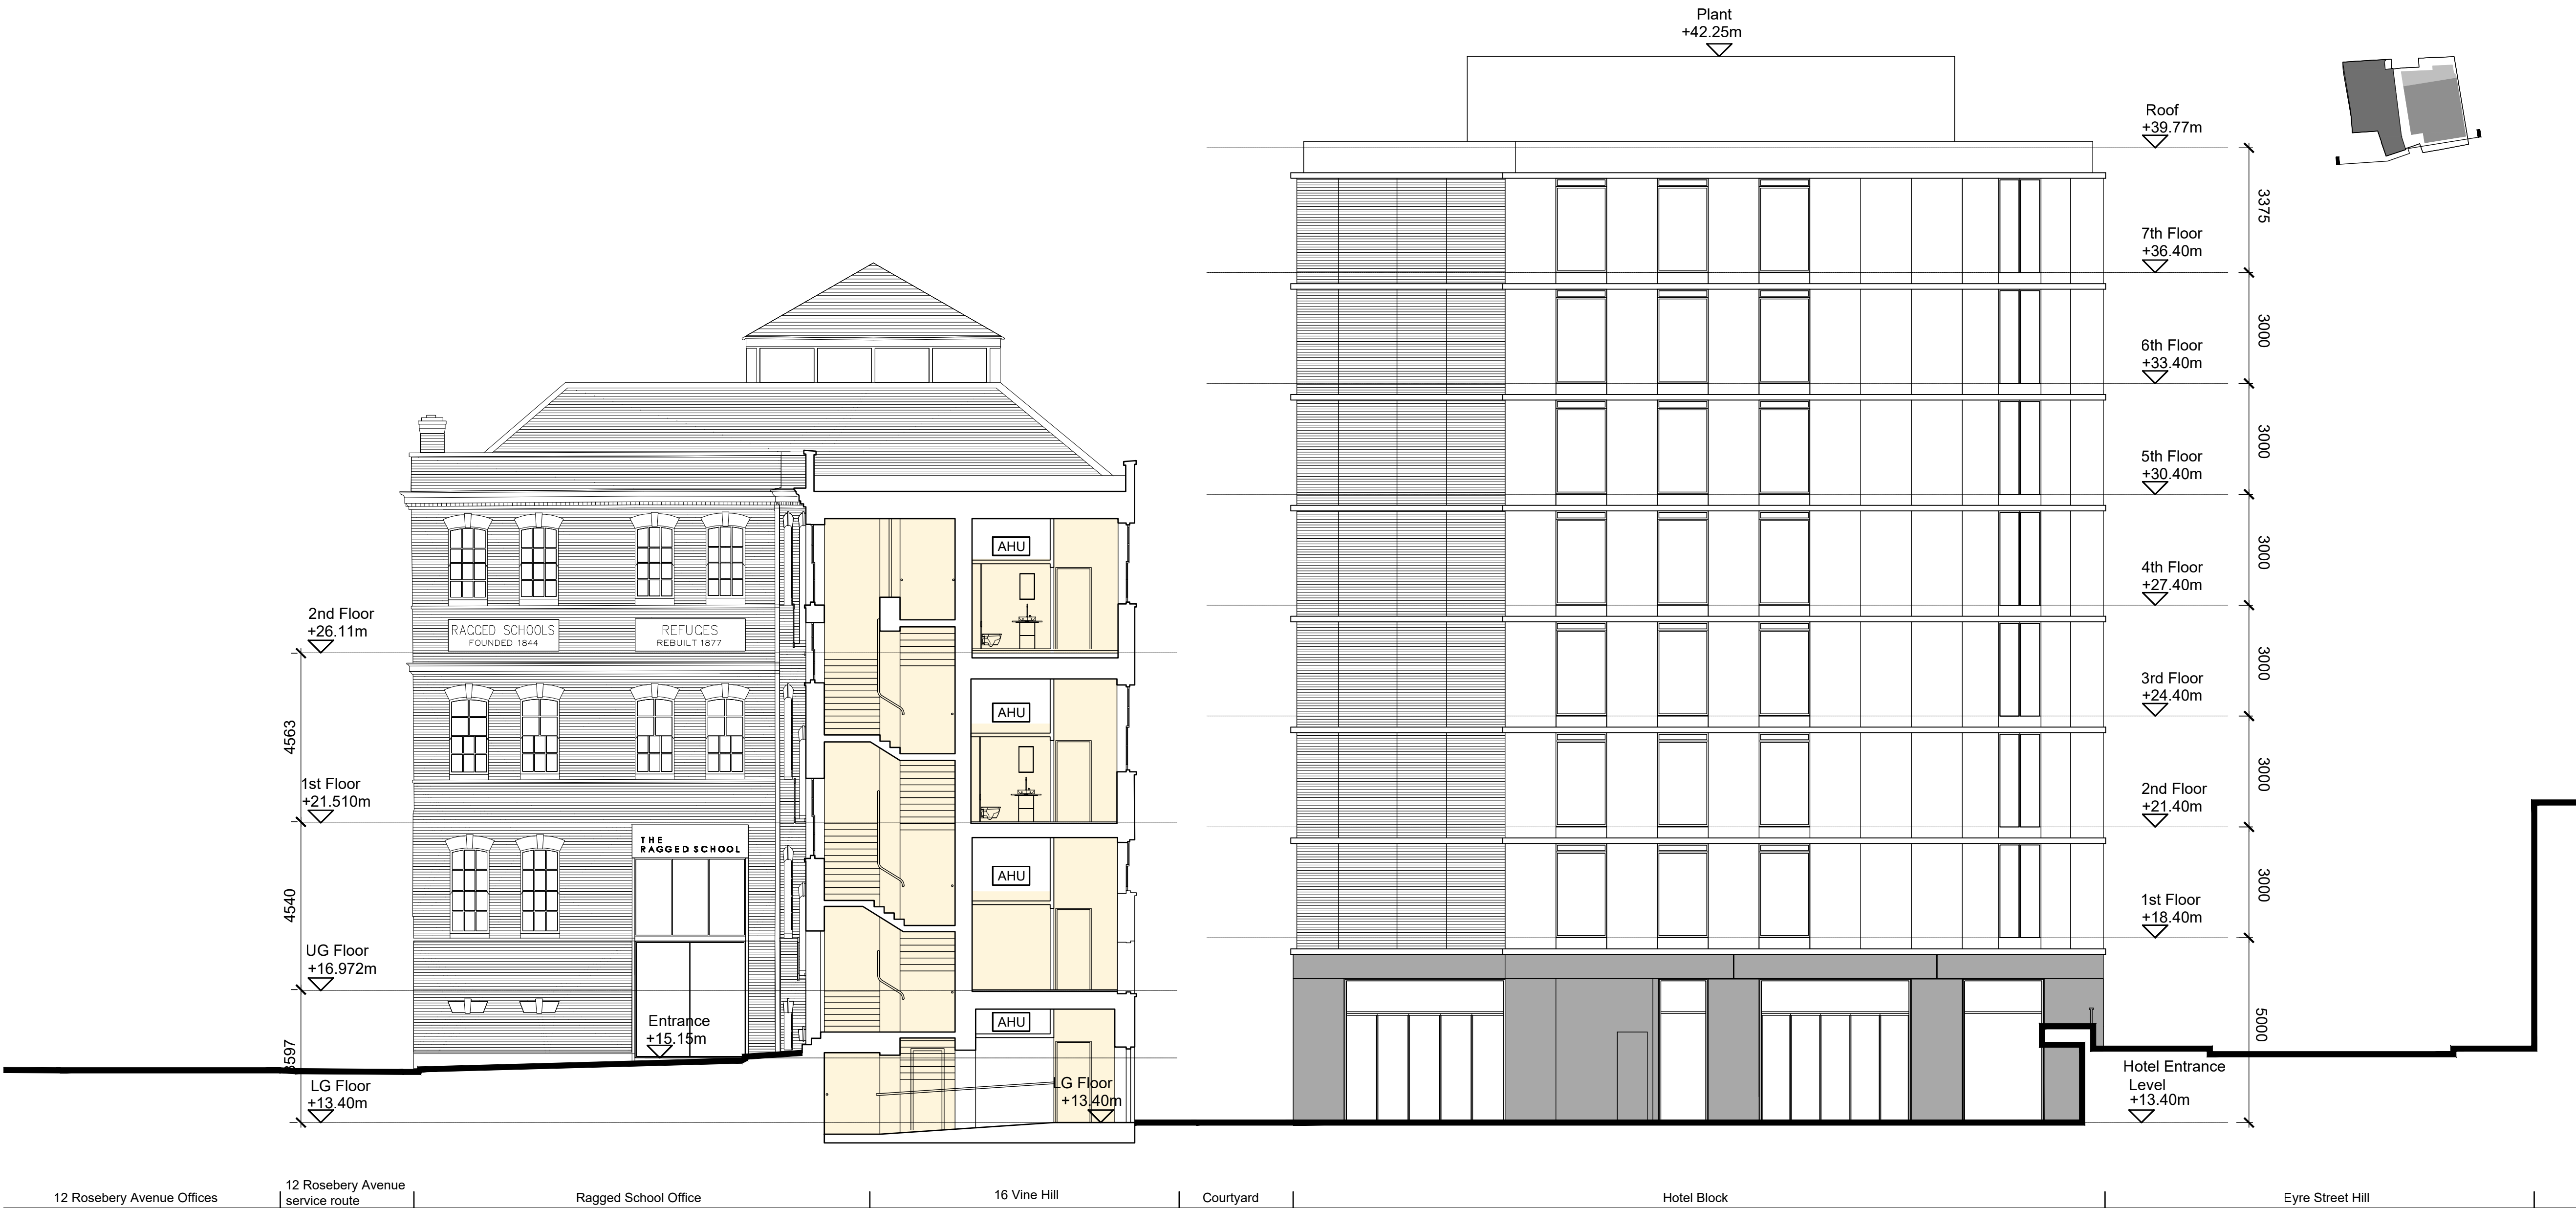 Plant
+42.25m
Roof
+39.77m
3375
7th Floor
+36.40m
3000
6th Floor
+33.40m
3000
5th Floor
+30.40m
3000
4th Floor
+27.40m
3000
3rd Floor
+24.40m
3000
2nd Floor
+21.40m
3000
1st Floor
+18.40m
5000
Hotel Entrance
Level
+13.40m
2nd Floor
+26.11m
4563
1st Floor
+21.510m
4540
UG Floor
+16.972m
LG Floor
+13.40m
RAGGED SCHOOLS
FOUNDED 1844
REFUGES
REBUILT 1877
THE
RAGGED SCHOOL
Entrance
+15.15m
AHU
AHU
AHU
AHU
LG Floor
+13.40m
12 Rosebery Avenue Offices
12 Rosebery Avenue
service route
Ragged School Office
16 Vine Hill
Courtyard
Hotel Block
Eyre Street Hill